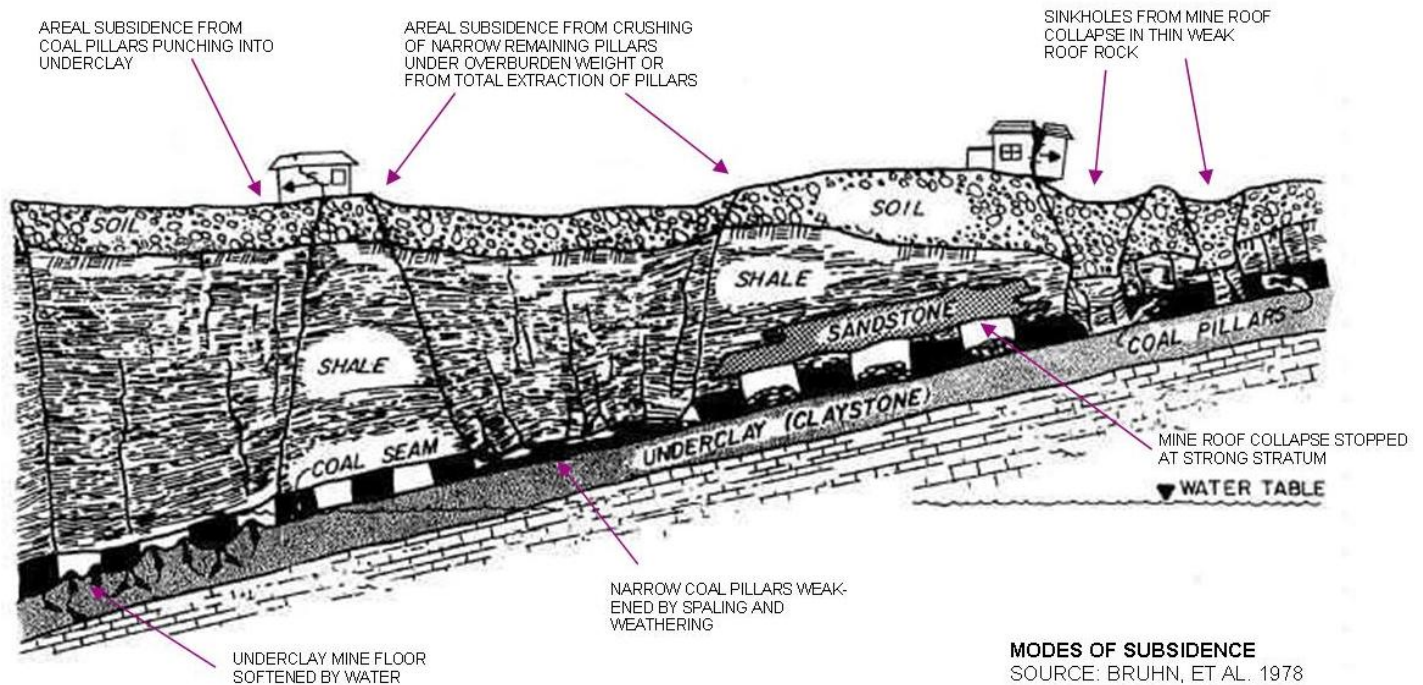 AREAL SUBSIDENCE FROM
COAL PILLARS PUNCHING INTO
UNDERCLAY
AREAL SUBSIDENCE FROM CRUSHING
OF NARROW REMAINING PILLARS
UNDER OVERBURDEN WEIGHT OR
FROM TOTAL EXTRACTION OF PILLARS
SINKHOLES FROM MINE ROOF
COLLAPSE IN THIN WEAK
ROOF ROCK
SOIL
SOIL
SHALE
SANDSTONE
SHALE
COAL PILLARS
COAL SEAM
UNDERCLAY (CLAYSTONE)
MINE ROOF COLLAPSE STOPPED
AT STRONG STRATUM
WATER TABLE
NARROW COAL PILLARS WEAK-
ENED BY SPALING AND
WEATHERING
UNDERCLAY MINE FLOOR
SOFTENED BY WATER
MODES OF SUBSIDENCE
SOURCE: BRUHN, ET AL. 1978